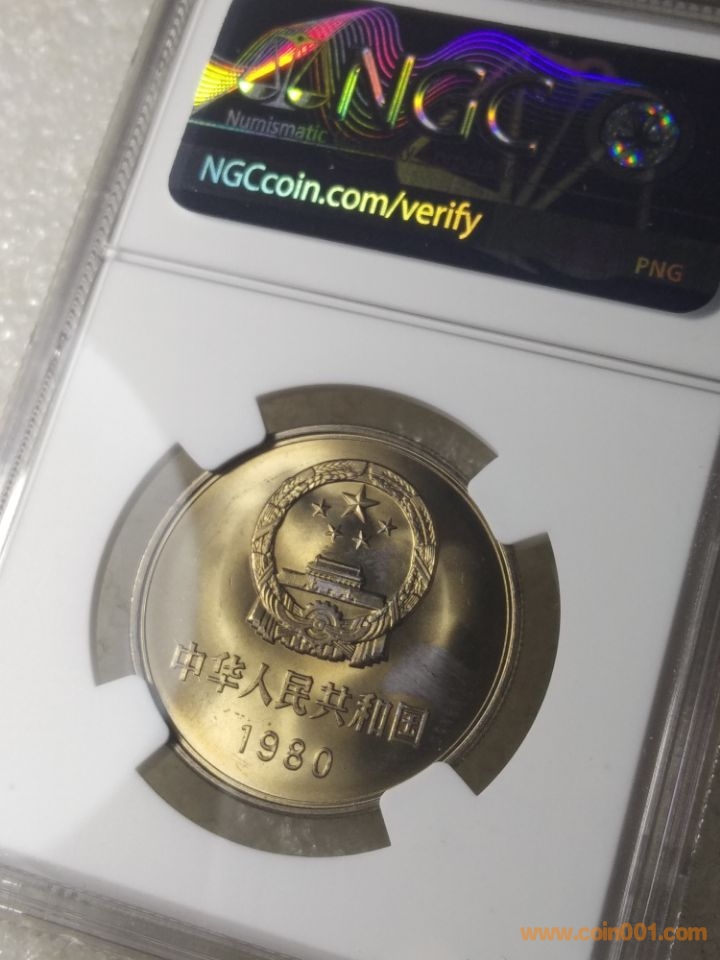 NGC
Numismatic
NGCcoin.com/verify
PNG
中华人民共和国
1980
www.coin001.com